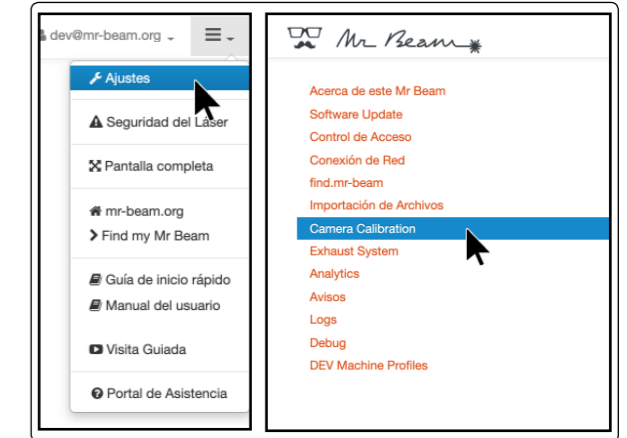 dev@mr-beam.org
Ajustes
Seguridad del Láser
Pantalla completa
mr-beam.org
Find my Mr Beam
Guía de inicio rápido
Manual del usuario
Visita Guiada
Portal de Asistencia
Mr Beam
Acerca de este Mr Beam
Software Update
Control de Acceso
Conexión de Red
find.mr-beam
Importación de Archivos
Camera Calibration
Exhaust System
Analytics
Avisos
Logs
Debug
DEV Machine Profiles